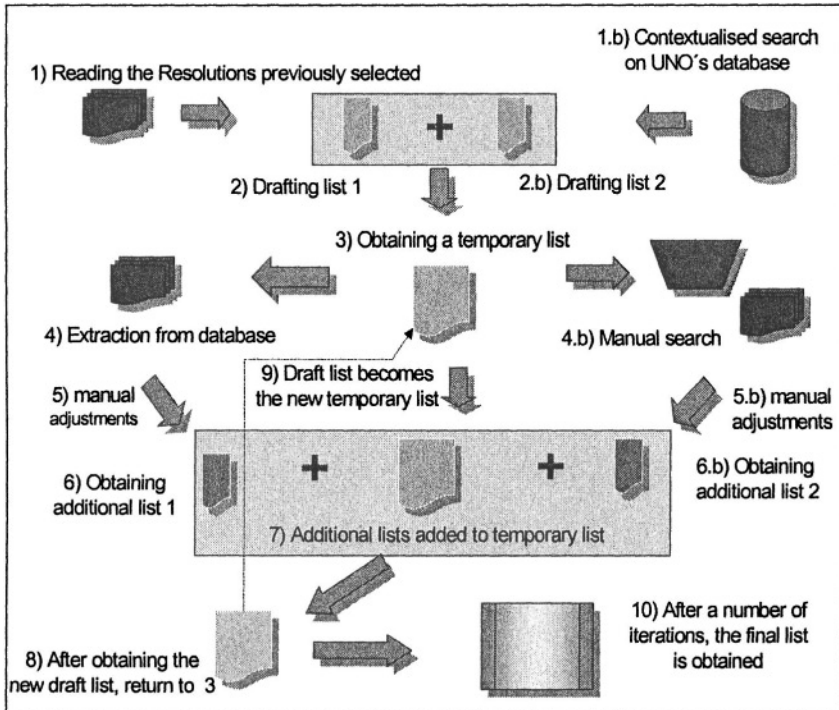 1.b) Contextualised search
on UNO´s database
1) Reading the Resolutions previously selected
+
2) Drafting list 1
2.b) Drafting list 2
3) Obtaining a temporary list
4) Extraction from database
4.b) Manual search
9) Draft list becomes
the new temporary list
5) manual
adjustments
5.b) manual
adjustments
+
+
6) Obtaining
additional list 1
6.b) Obtaining
additional list 2
7) Additional lists added to temporary list
8) After obtaining the
new draft list, return to 3
10) After a number of
iterrations, the final list
is obtained